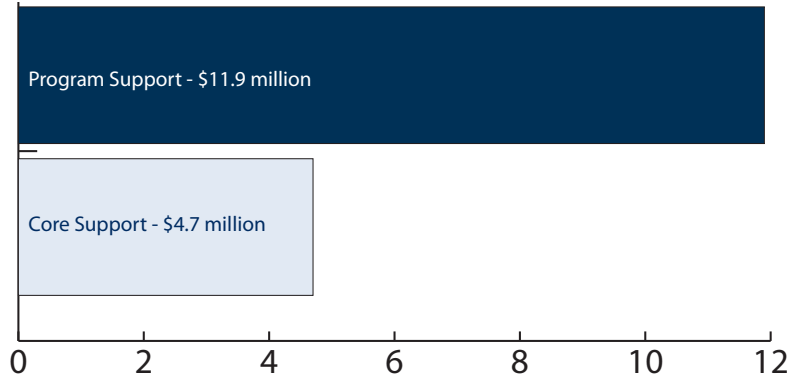 Program Support - $11.9 million
Core Support - $4.7 million
0 2 4 6 8 10 12